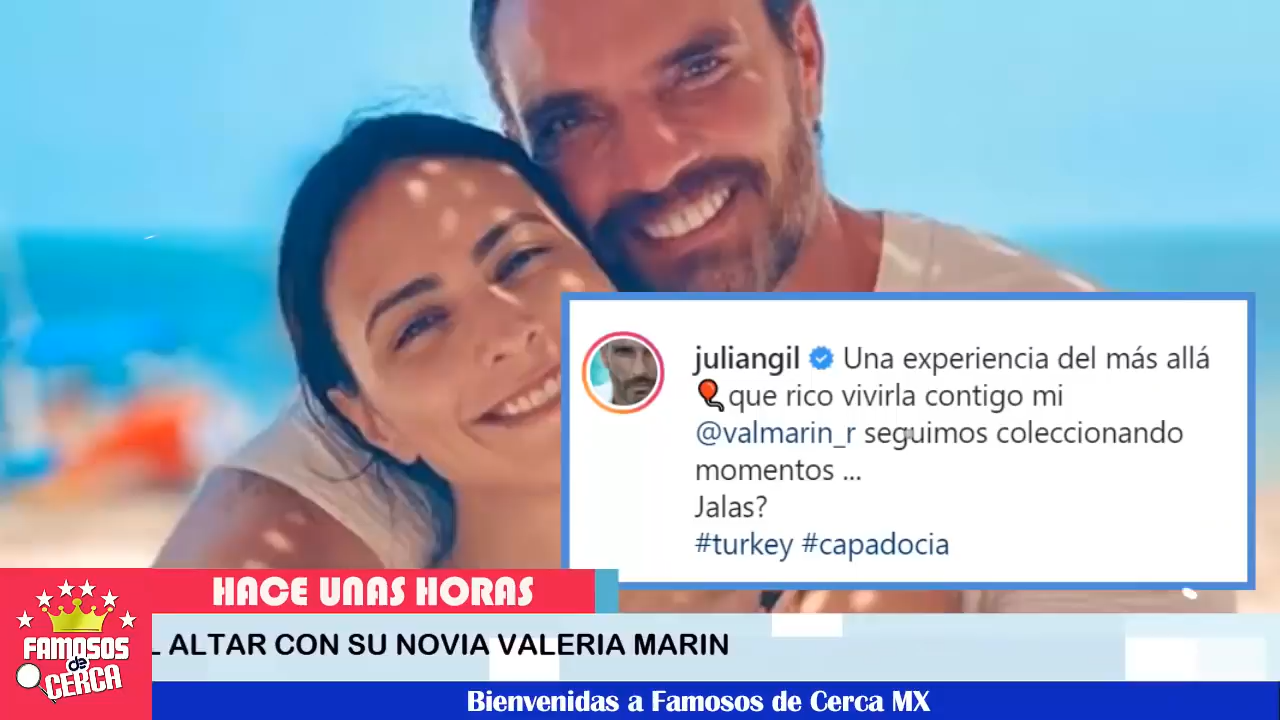 juliangil Una experiencia del más allá
que rico vivirla contigo mi
@valmarin_r seguimos coleccionando
momentos ...
Jalas?
#turkey #capadocia
HACE UNAS HORAS
L ALTAR CON SU NOVIA VALERIA MARIN
FAMOSOS
de
CERCA
Bienvenidas a Famosos de Cerca MX